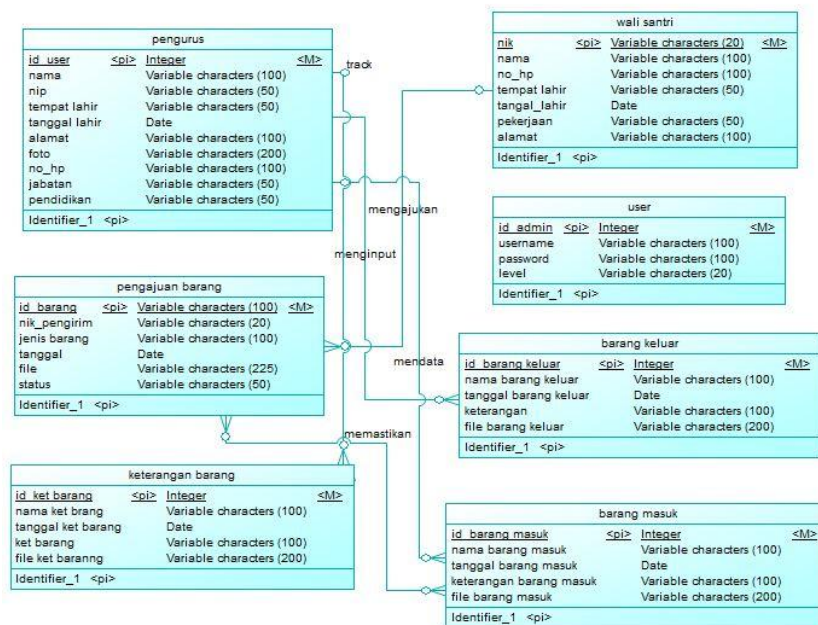 pengurus
id_user <pi> Integer <M>
nama Variable characters (100)
nip Variable characters (50)
tempat lahir Variable characters (50)
tanggal lahir Date
alamat Variable characters (100)
foto Variable characters (200)
no_hp Variable characters (100)
jabatan Variable characters (50)
pendidikan Variable characters (50)
Identifier_1 <pi>
track
wali santri
nik <pi> Variable characters (20) <M>
nama Variable characters (100)
no_hp Variable characters (100)
tempat lahir Variable characters (50)
tangal_lahir Date
pekerjaan Variable characters (50)
alamat Variable characters (100)
Identifier_1 <pi>
mengajukan
menginput
user
id_admin <pi> Integer <M>
username Variable characters (100)
password Variable characters (100)
level Variable characters (20)
Identifier_1 <pi>
pengajuan barang
id_barang <pi> Variable characters (100) <M>
nik_pengirim Variable characters (20)
jenis barang Variable characters (100)
tanggal Date
file Variable characters (225)
status Variable characters (50)
Identifier_1 <pi>
mendata
barang keluar
id_barang keluar <pi> Integer <M>
nama barang keluar Variable characters (100)
tanggal barang keluar Date
keterangan Variable characters (100)
file barang keluar Variable characters (200)
Identifier_1 <pi>
memastikan
keterangan barang
id_ket barang <pi> Integer <M>
nama ket brang Variable characters (100)
tanggal ket barang Date
ket barang Variable characters (100)
file ket baranng Variable characters (200)
Identifier_1 <pi>
barang masuk
id_barang masuk <pi> Integer <M>
nama barang masuk Variable characters (100)
tanggal barang masuk Date
keterangan barang masuk Variable characters (100)
file barang masuk Variable characters (200)
Identifier_1 <pi>